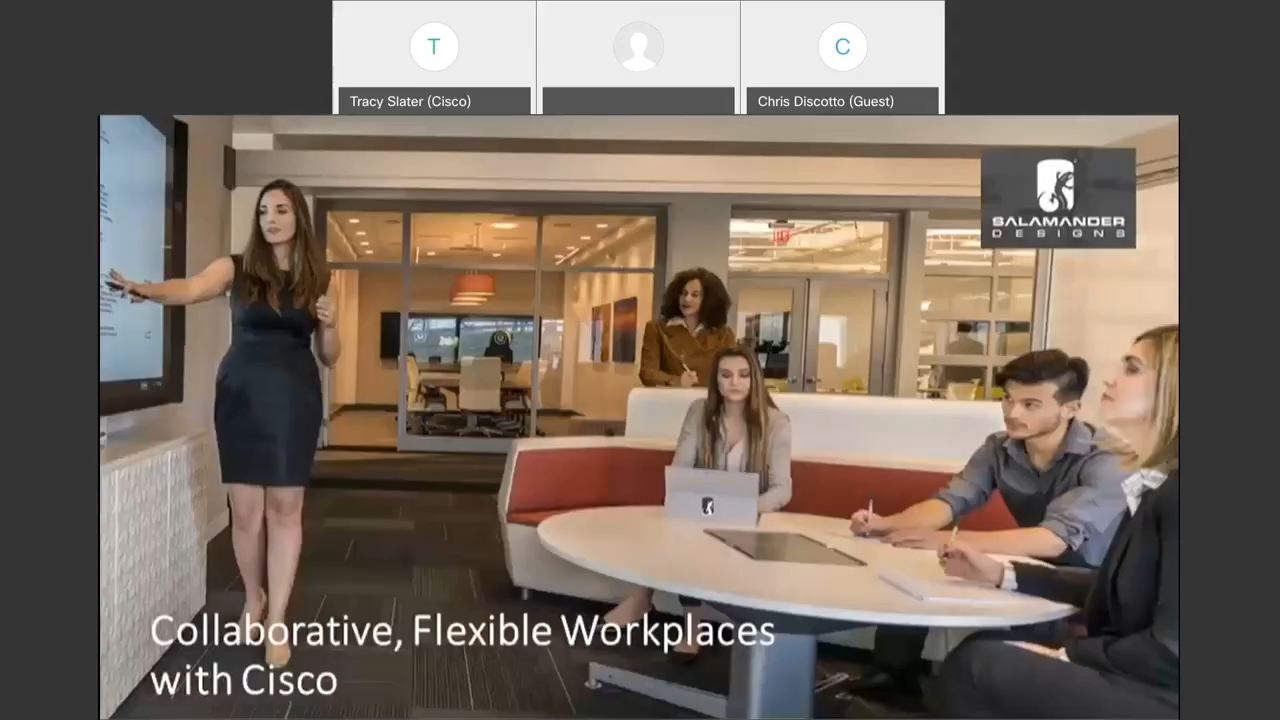 T
C
Tracy Slater (Cisco)
Chris Discotto (Guest)
SALAMANDER
DESIGNS
Collaborative, Flexible Workplaces
with Cisco